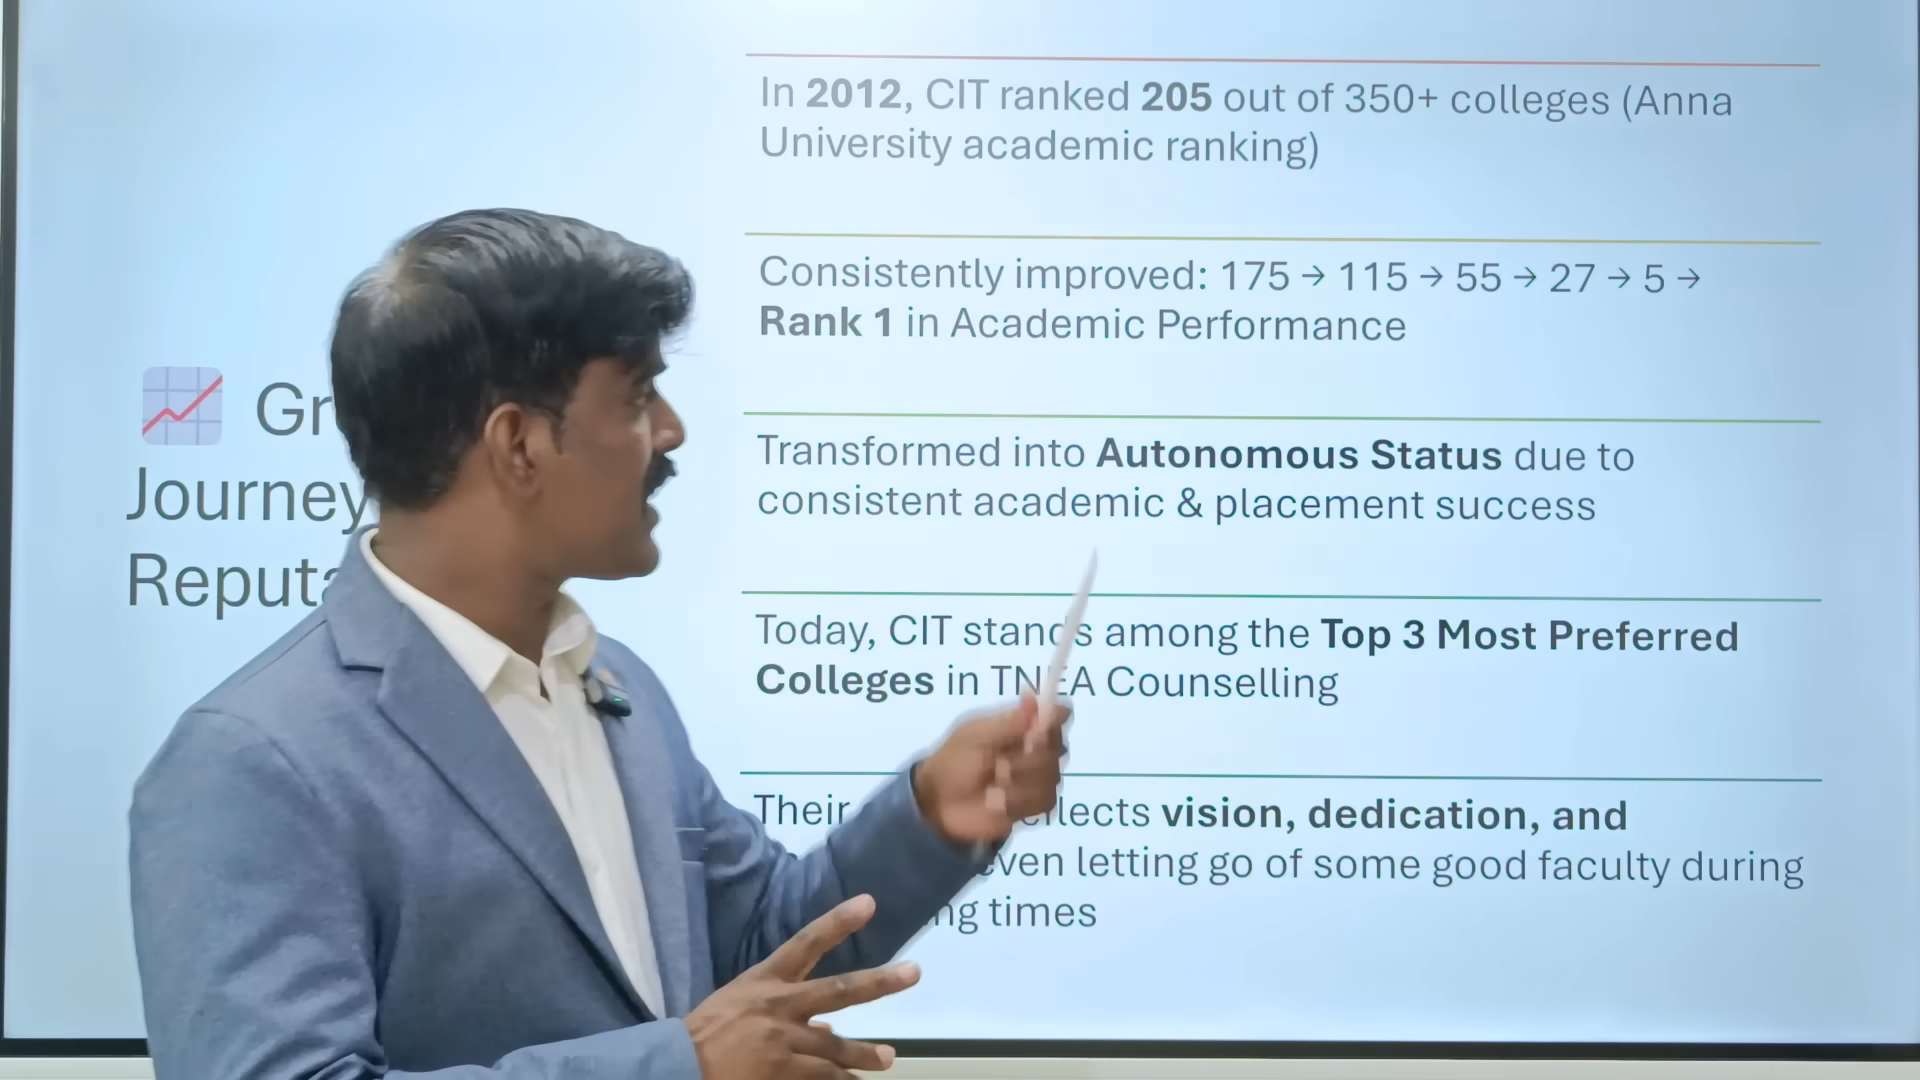 Journey
In 2012, CIT ranked 205 out of 350+ colleges (Anna
University academic ranking)
Consistently improved: 175 → 115 → 55 → 27 → 5 →
Rank 1 in Academic Performance
Transformed into Autonomous Status due to
consistent academic & placement success
Today, CIT stands among the Top 3 Most Preferred
Colleges in TNEA Counselling
Their vision, dedication, and
even letting go of some good faculty during
times